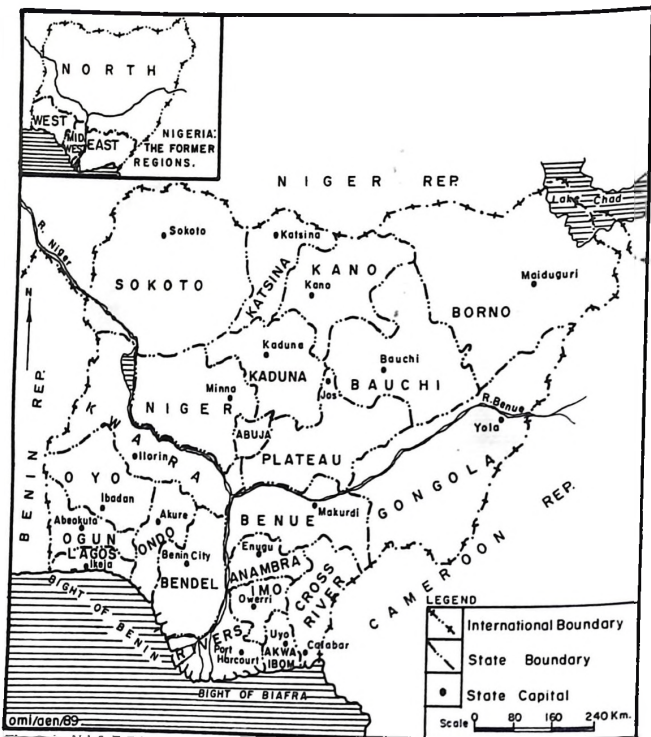 NORTH
WEST
MID
WEST
EAST
NIGERIA:
THE FORMER
REGIONS.
NIGER REP.
Lake Chad
R. Niger
Sokoto
Katsina
SOKOTO
KATSINA
KANO
Kano
Maiduguri
BORNO
N
Kaduna
KADUNA
Bauchi
BAUCHI
Jos
Minna
NIGER
ABUJA
R. Benue
Yola
BENIN REP.
KWARA
Ilorin
PLATEAU
GONGOLA
OYO
Ibadan
Makurdi
BENUE
CAMEROON REP.
Abeokuta
OGUN
Akure
ONDO
Enugu
ANAMBRA
LAGOS
Ikeja
Benin City
BENDEL
IMO
Owerri
CROSS
RIVER
BIGHT OF BENIN
RIVERS
Port
Harcourt
Uyo
AKWA
IBOM
Calabar
BIGHT OF BIAFRA
LEGEND
International Boundary
State Boundary
State Capital
Scale 0 80 160 240 Km.
omi/aen/89